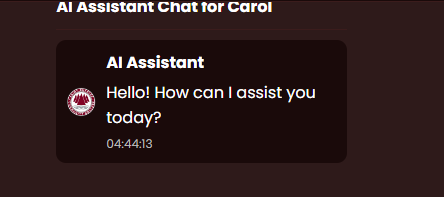 AI Assistant Chat for Carol
AI Assistant
Hello! How can I assist you
today?
04:44:13